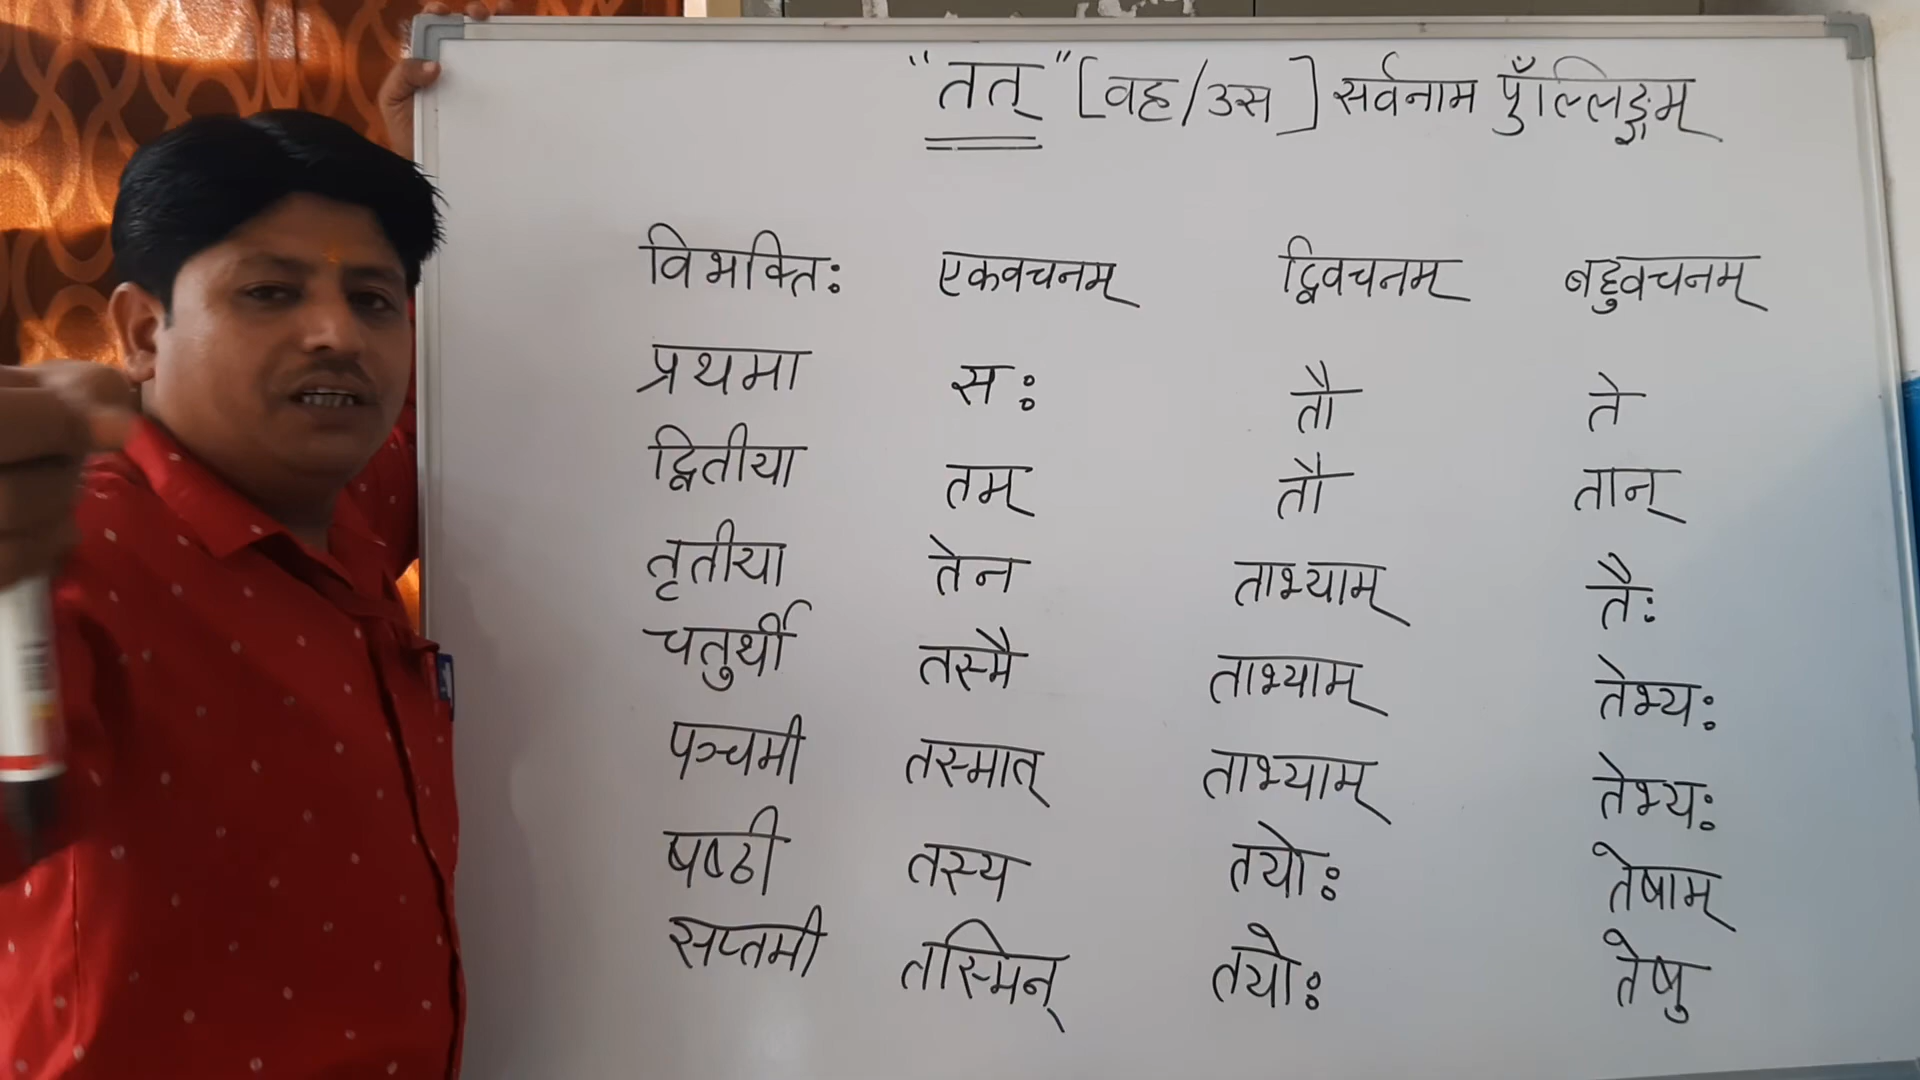 "तत्" [वह/उस] सर्वनाम पुँल्लिङ्गम्
विभक्तिः एकवचनम् द्विवचनम् बहुवचनम्
प्रथमा सः तौ ते
द्वितीया तम् तौ तान्
तृतीया तेन ताभ्याम् तैः
चतुर्थी तस्मै ताभ्याम् तेभ्यः
पञ्चमी तस्मात् ताभ्याम् तेभ्यः
षष्ठी तस्य तयोः तेषाम्
सप्तमी तस्मिन् तयोः तेषु